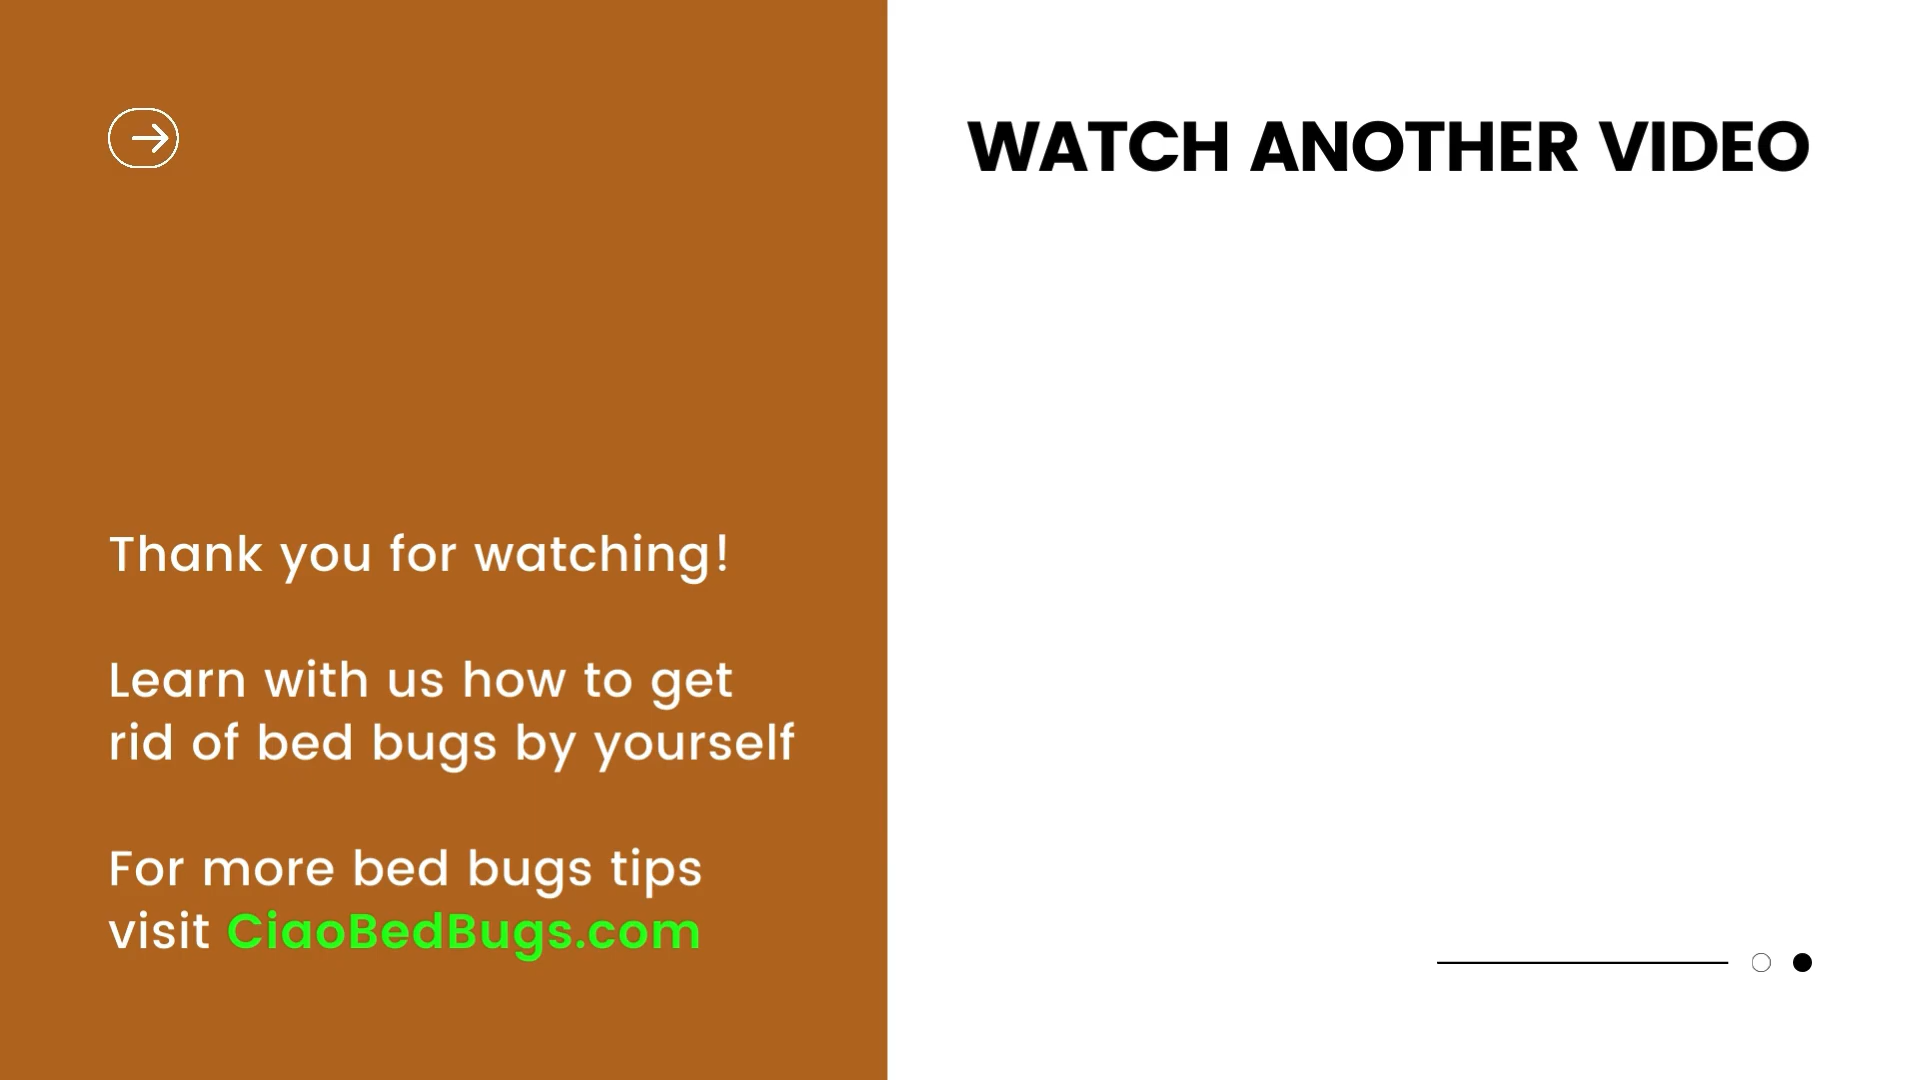 Thank you for watching!
Learn with us how to get
rid of bed bugs by yourself
For more bed bugs tips
visit CiaoBedBugs.com
WATCH ANOTHER VIDEO